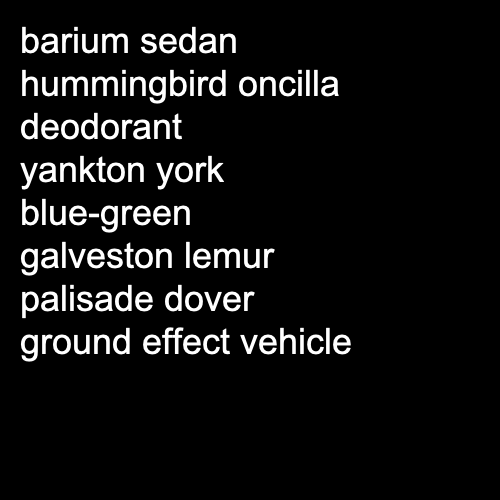 barium sedan
hummingbird oncilla
deodorant
yankton york
blue-green
galveston lemur
palisade dover
ground effect vehicle